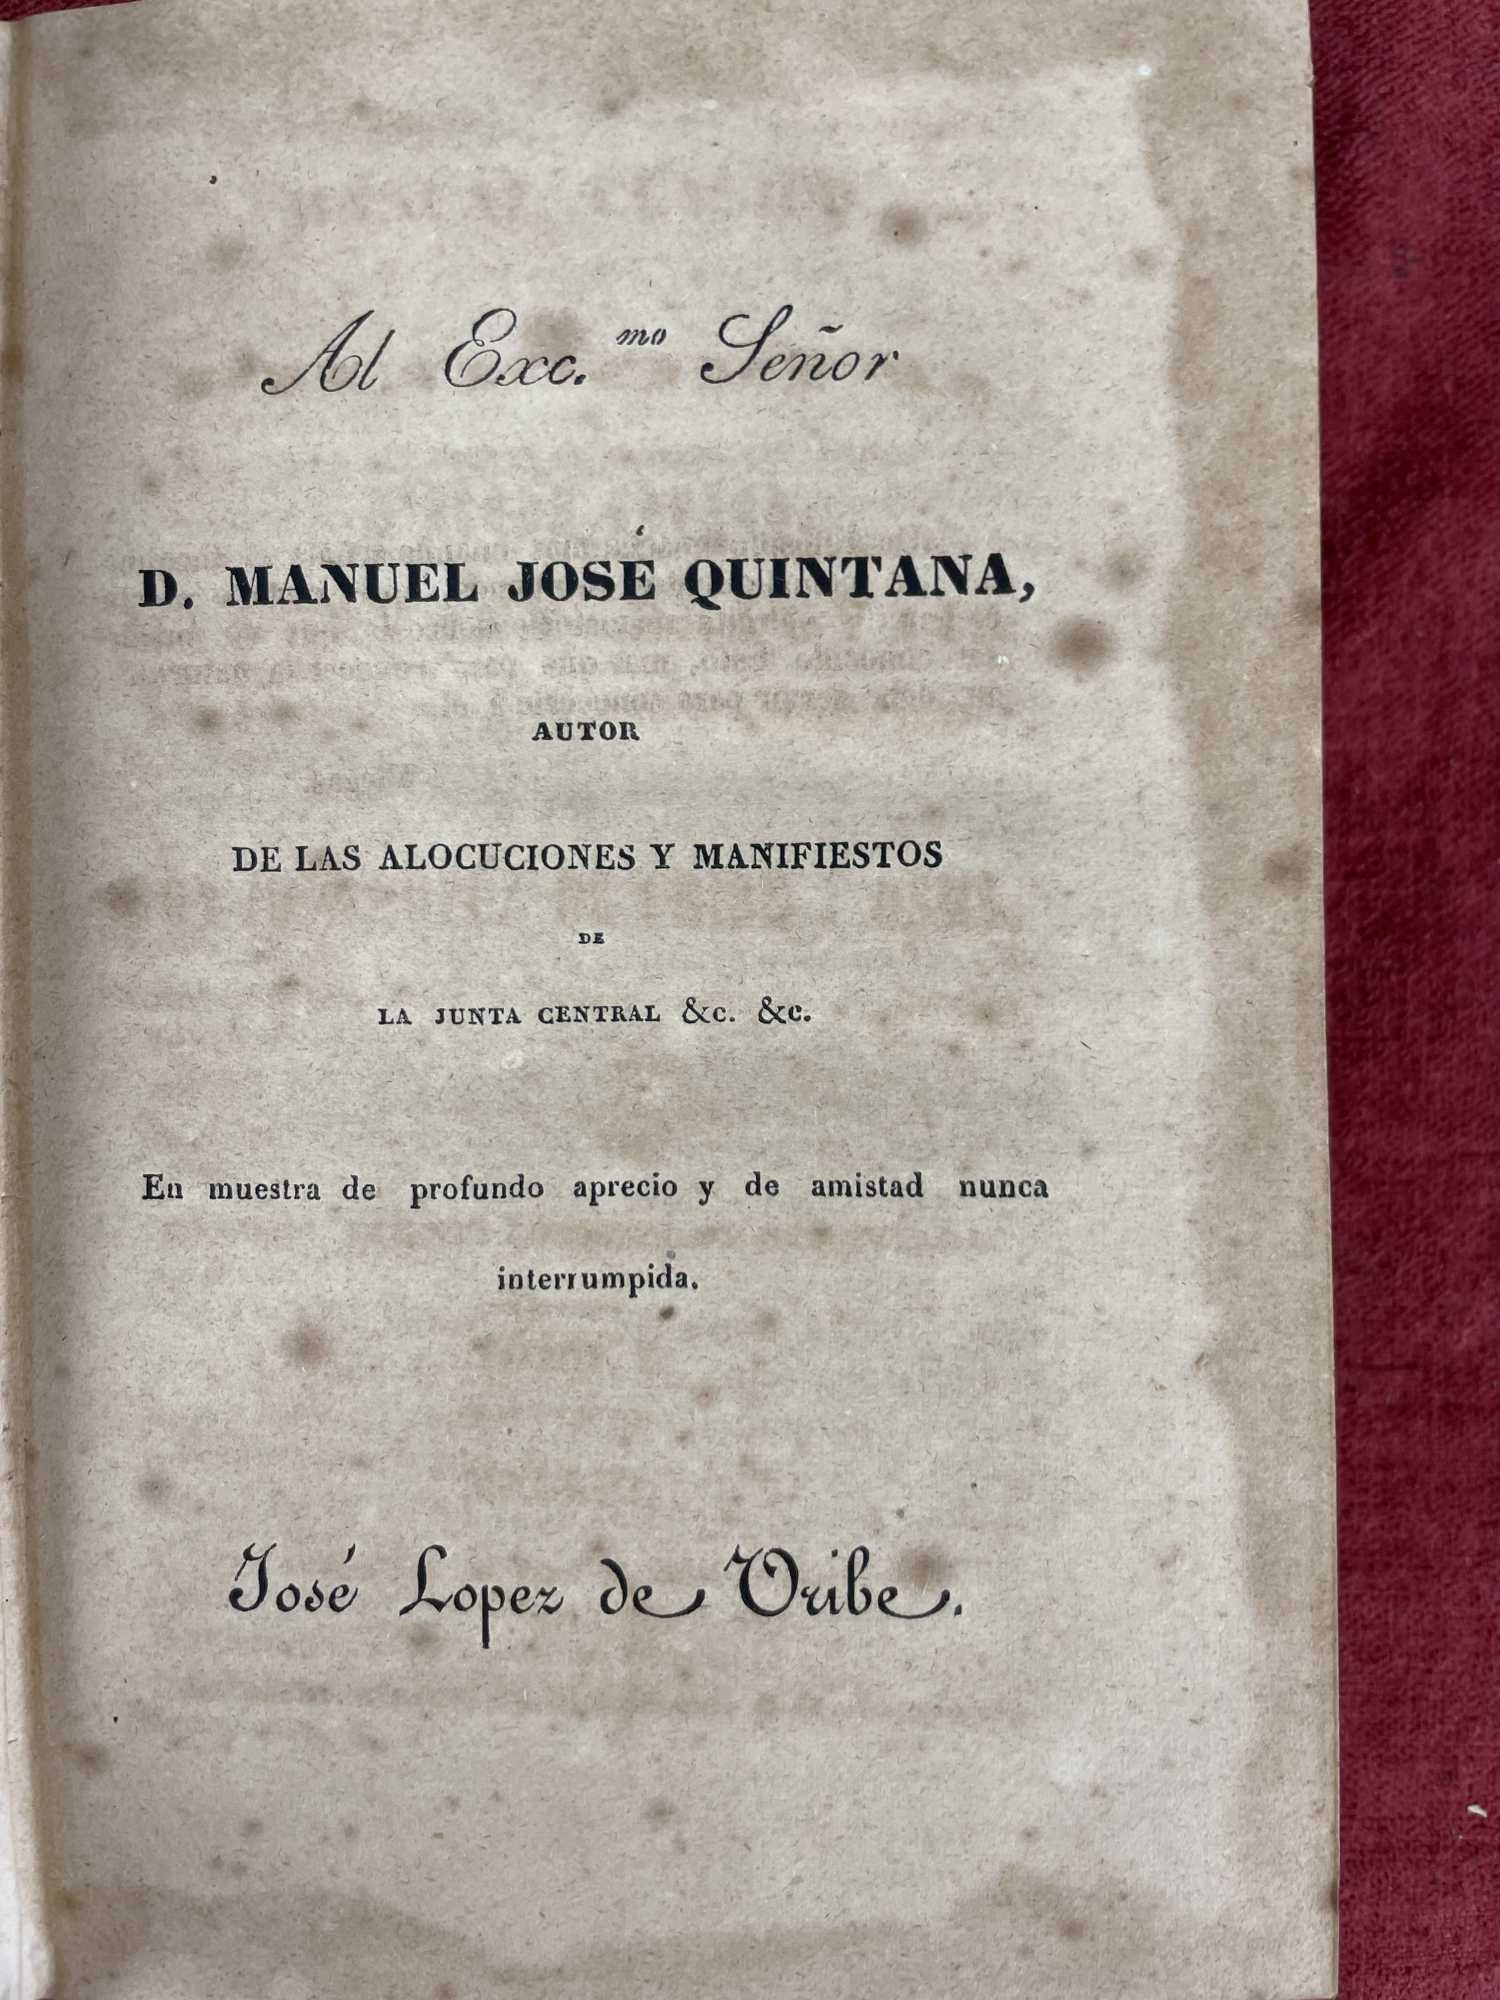 Al Exc.mo Señor
D. MANUEL JOSÉ QUINTANA,
AUTOR
DE LAS ALOCUCIONES Y MANIFIESTOS
DE
LA JUNTA CENTRAL &c. &c.
En muestra de profundo aprecio y de amistad nunca
interrumpida.
José Lopez de Uribe.